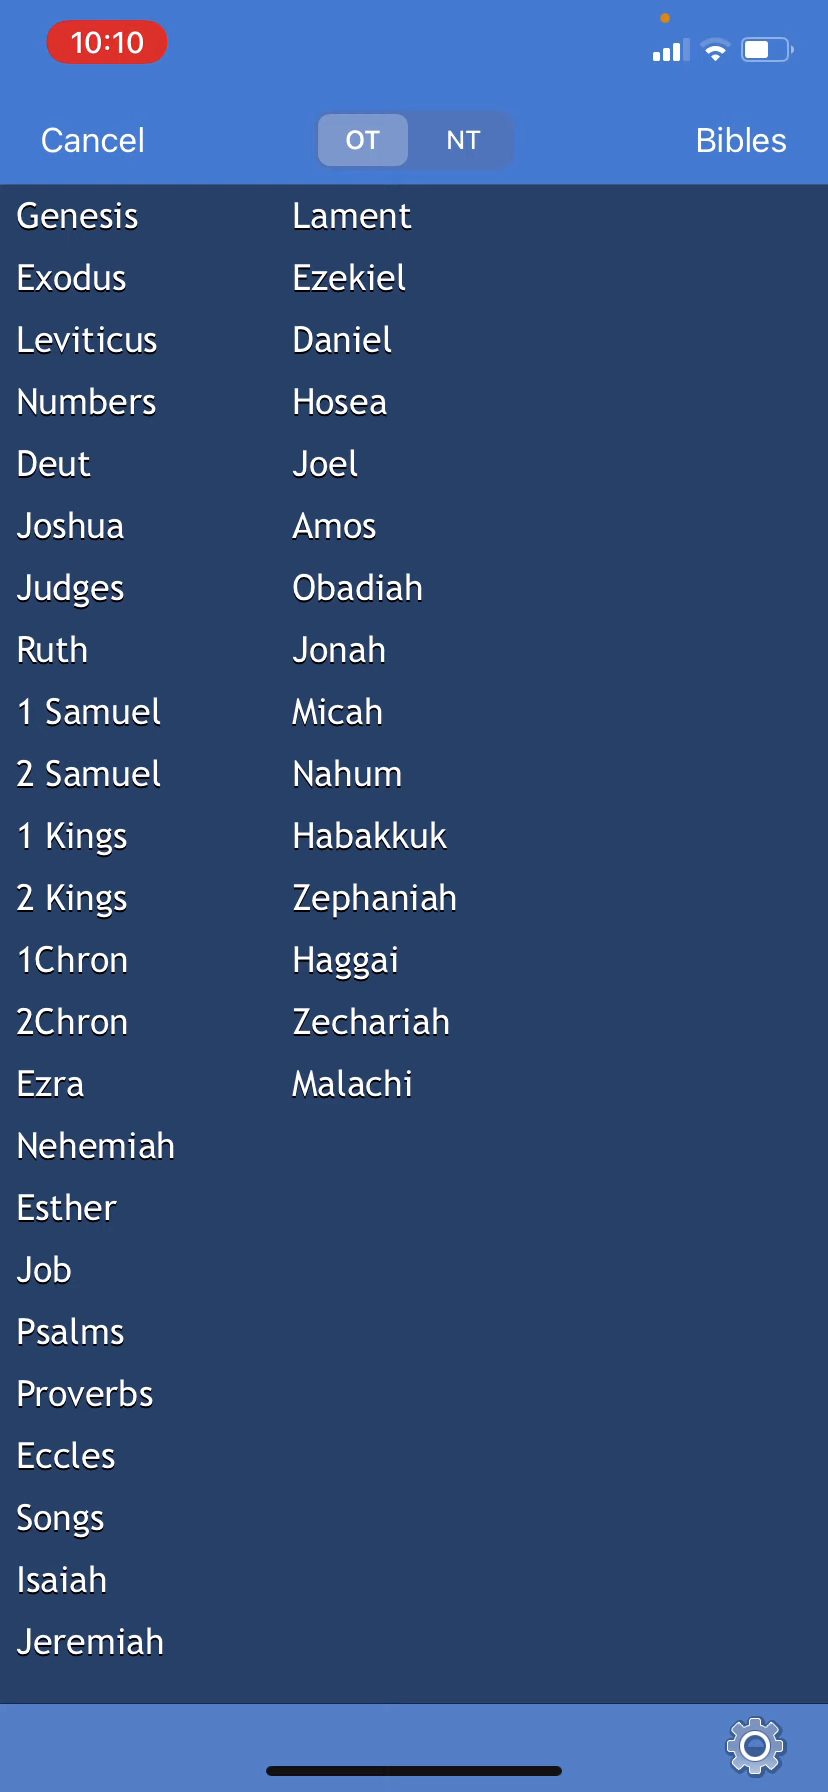 10:10
Cancel
OT
NT
Bibles
Genesis
Exodus
Leviticus
Numbers
Deut
Joshua
Judges
Ruth
1 Samuel
2 Samuel
1 Kings
2 Kings
1Chron
2Chron
Ezra
Nehemiah
Esther
Job
Psalms
Proverbs
Eccles
Songs
Isaiah
Jeremiah
Lament
Ezekiel
Daniel
Hosea
Joel
Amos
Obadiah
Jonah
Micah
Nahum
Habakkuk
Zephaniah
Haggai
Zechariah
Malachi